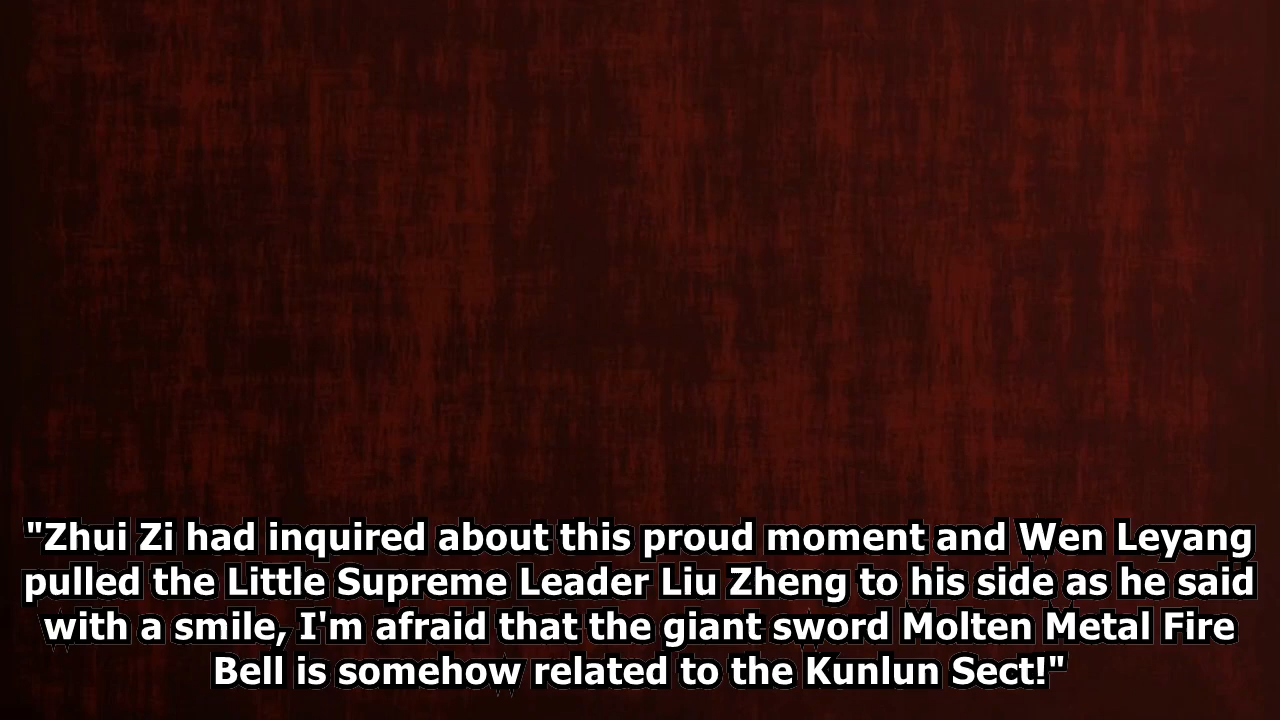 "Zhui Zi had inquired about this proud moment and Wen Leyang
pulled the Little Supreme Leader Liu Zheng to his side as he said
with a smile, I'm afraid that the giant sword Molten Metal Fire
Bell is somehow related to the Kunlun Sect!"